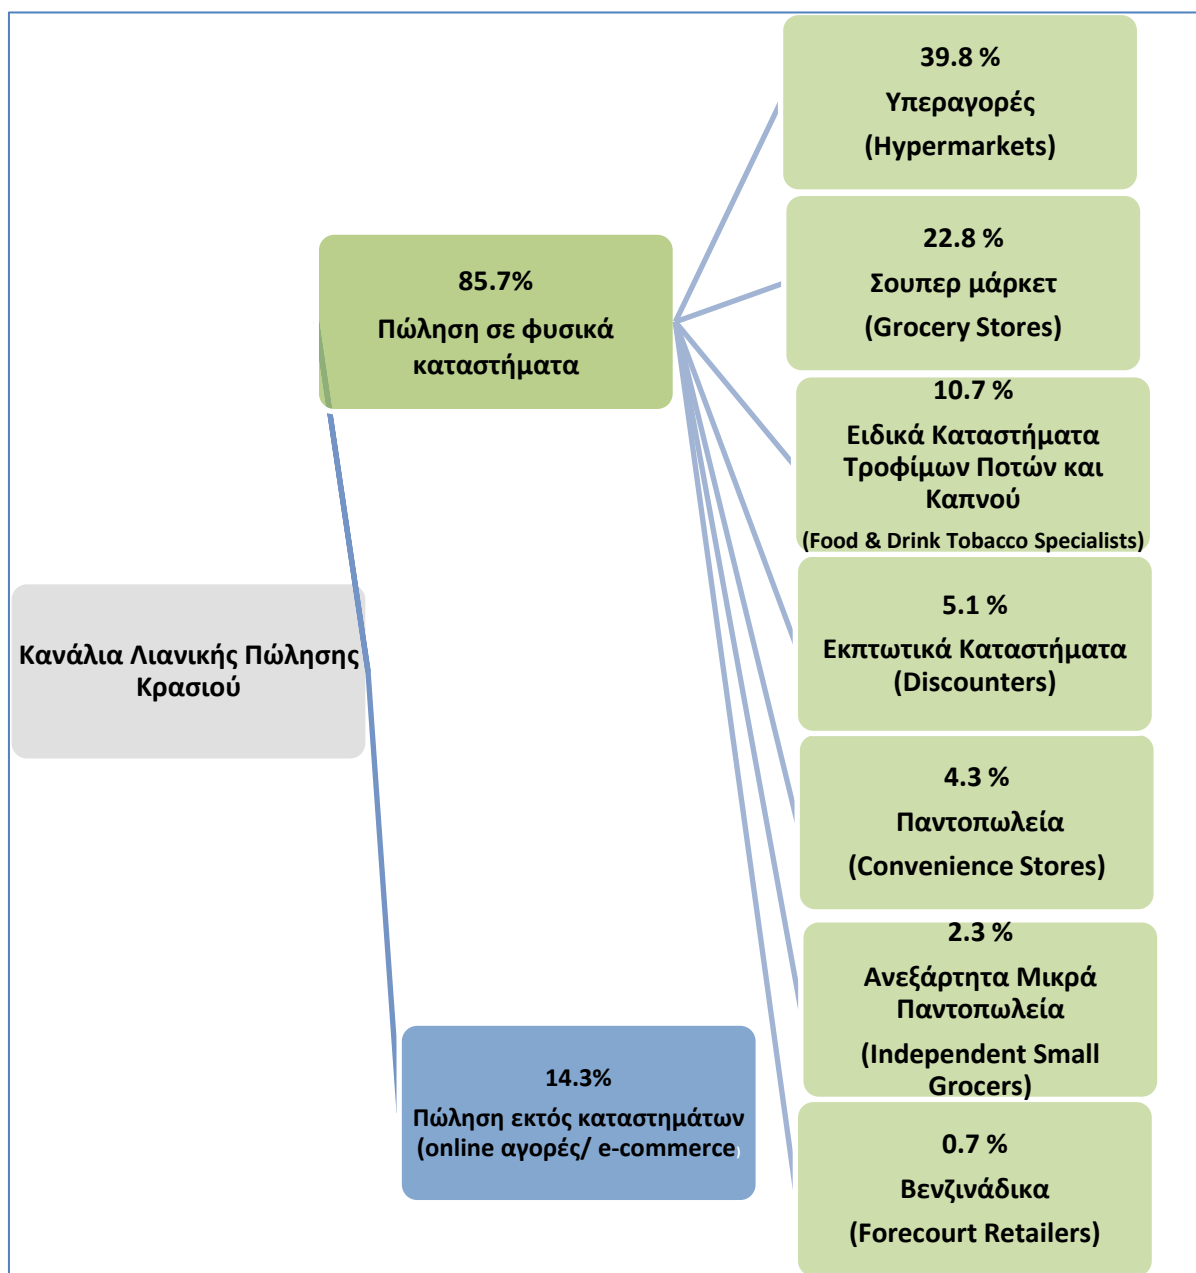 Κανάλια Λιανικής Πώλησης
Κρασιού
85.7%
Πώληση σε φυσικά
καταστήματα
14.3%
Πώληση εκτός καταστημάτων
(online αγορές/ e-commerce)
39.8 %
Υπεραγορές
(Hypermarkets)
22.8 %
Σουπερ μάρκετ
(Grocery Stores)
10.7 %
Ειδικά Καταστήματα
Τροφίμων Ποτών και
Καπνού
(Food & Drink Tobacco Specialists)
5.1 %
Εκπτωτικά Καταστήματα
(Discounters)
4.3 %
Παντοπωλεία
(Convenience Stores)
2.3 %
Ανεξάρτητα Μικρά
Παντοπωλεία
(Independent Small
Grocers)
0.7 %
Βενζινάδικα
(Forecourt Retailers)